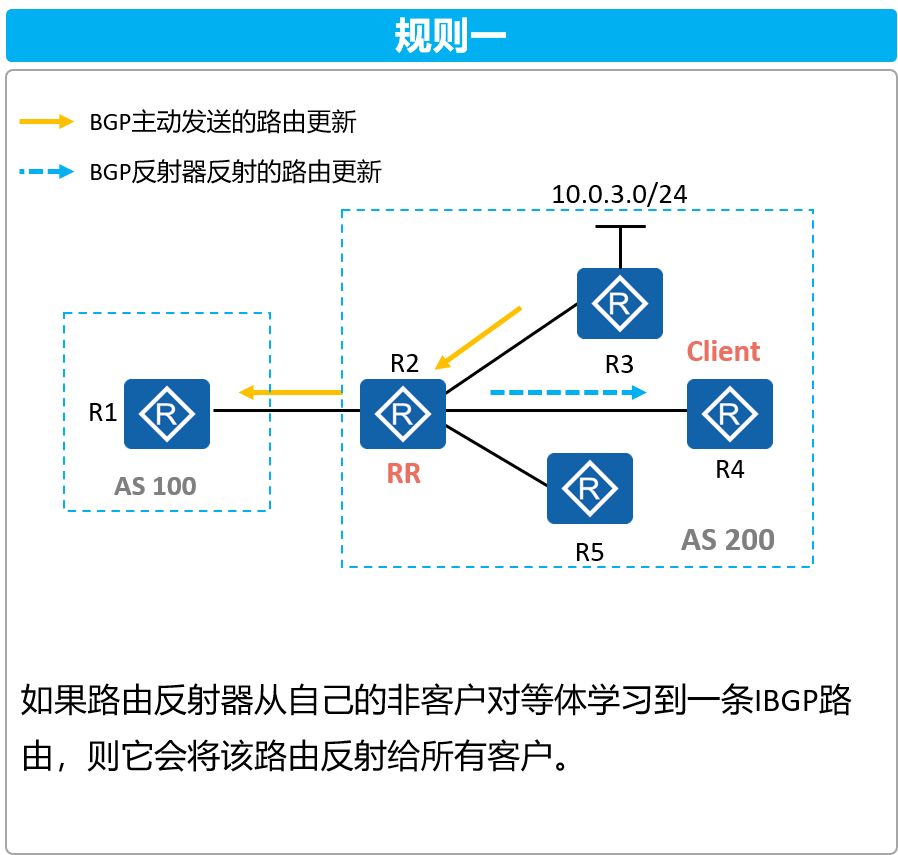 规则一
BGP主动发送的路由更新
BGP反射器反射的路由更新
10.0.3.0/24
R
R3
Client
R2
R1
R
R
R
RR
AS 100
R4
R
R5
AS 200
如果路由反射器从自己的非客户对等体学习到一条IBGP路
由，则它会将该路由反射给所有客户。